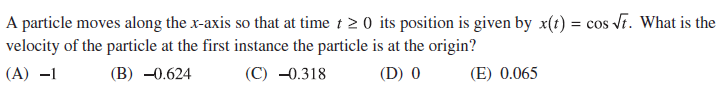 A particle moves along the x-axis so that at time t ≥ 0 its position is given by x(t) = cos √t. What is the
velocity of the particle at the first instance the particle is at the origin?
(A) −1 (B) −0.624 (C) −0.318 (D) 0 (E) 0.065